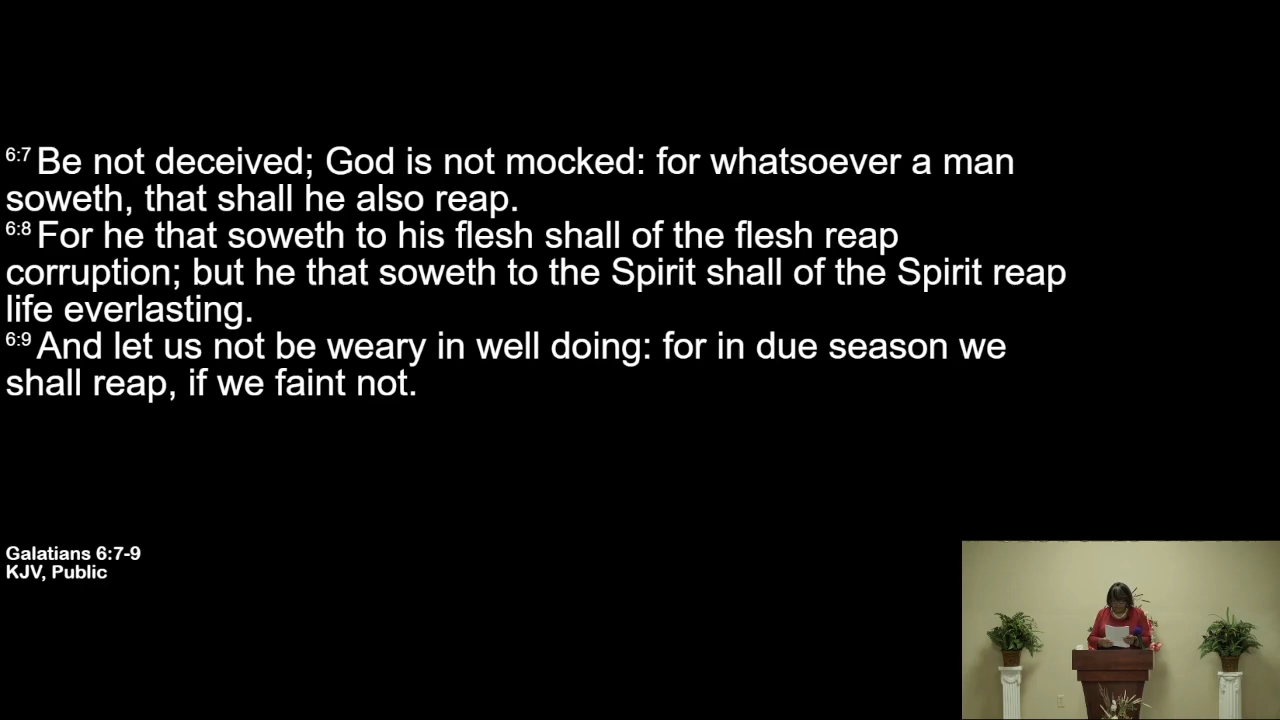 6:7 Be not deceived; God is not mocked: for whatsoever a man
soweth, that shall he also reap.
6:8 For he that soweth to his flesh shall of the flesh reap
corruption; but he that soweth to the Spirit shall of the Spirit reap
life everlasting.
6:9 And let us not be weary in well doing: for in due season we
shall reap, if we faint not.
Galatians 6:7-9
KJV, Public